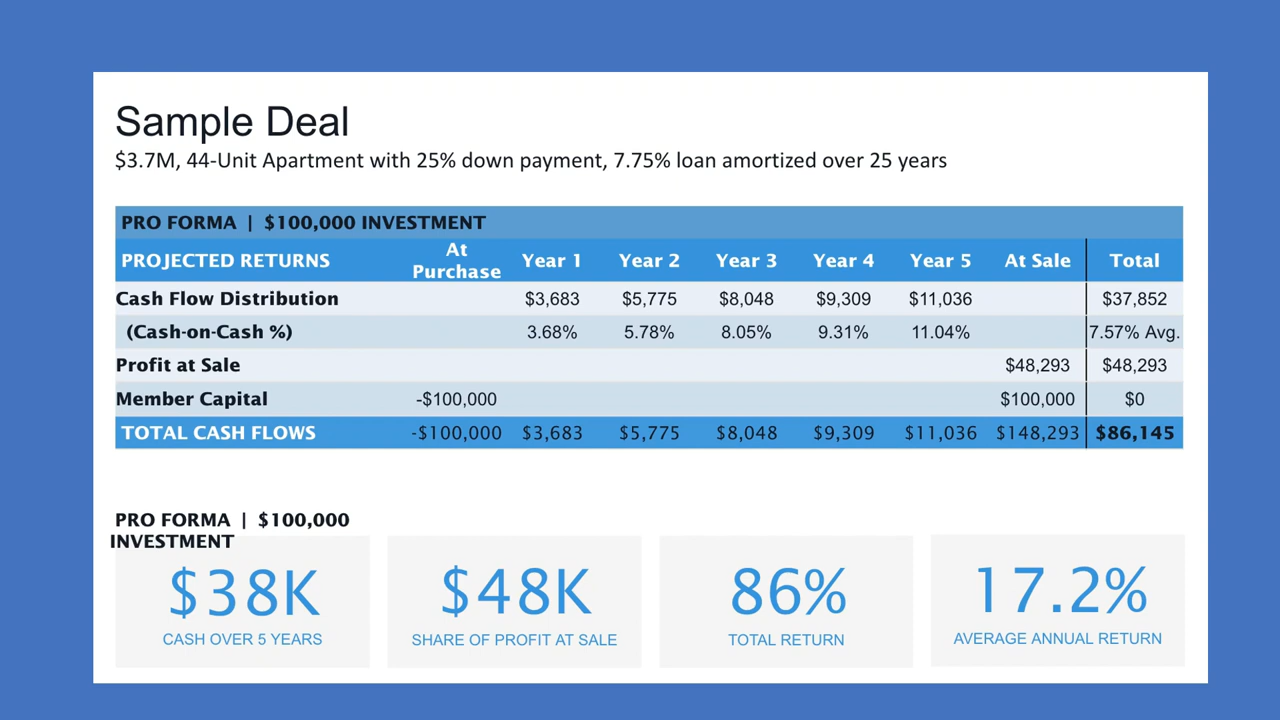 Sample Deal
$3.7M, 44-Unit Apartment with 25% down payment, 7.75% loan amortized over 25 years
PRO FORMA | $100,000 INVESTMENT
PROJECTED RETURNS At Purchase Year 1 Year 2 Year 3 Year 4 Year 5 At Sale Total
Cash Flow Distribution $3,683 $5,775 $8,048 $9,309 $11,036 $37,852
(Cash-on-Cash %) 3.68% 5.78% 8.05% 9.31% 11.04% 7.57% Avg.
Profit at Sale $48,293 $48,293
Member Capital -$100,000 $100,000 $0
TOTAL CASH FLOWS -$100,000 $3,683 $5,775 $8,048 $9,309 $11,036 $148,293 $86,145
PRO FORMA | $100,000
INVESTMENT
$38K $48K 86% 17.2%
CASH OVER 5 YEARS SHARE OF PROFIT AT SALE TOTAL RETURN AVERAGE ANNUAL RETURN